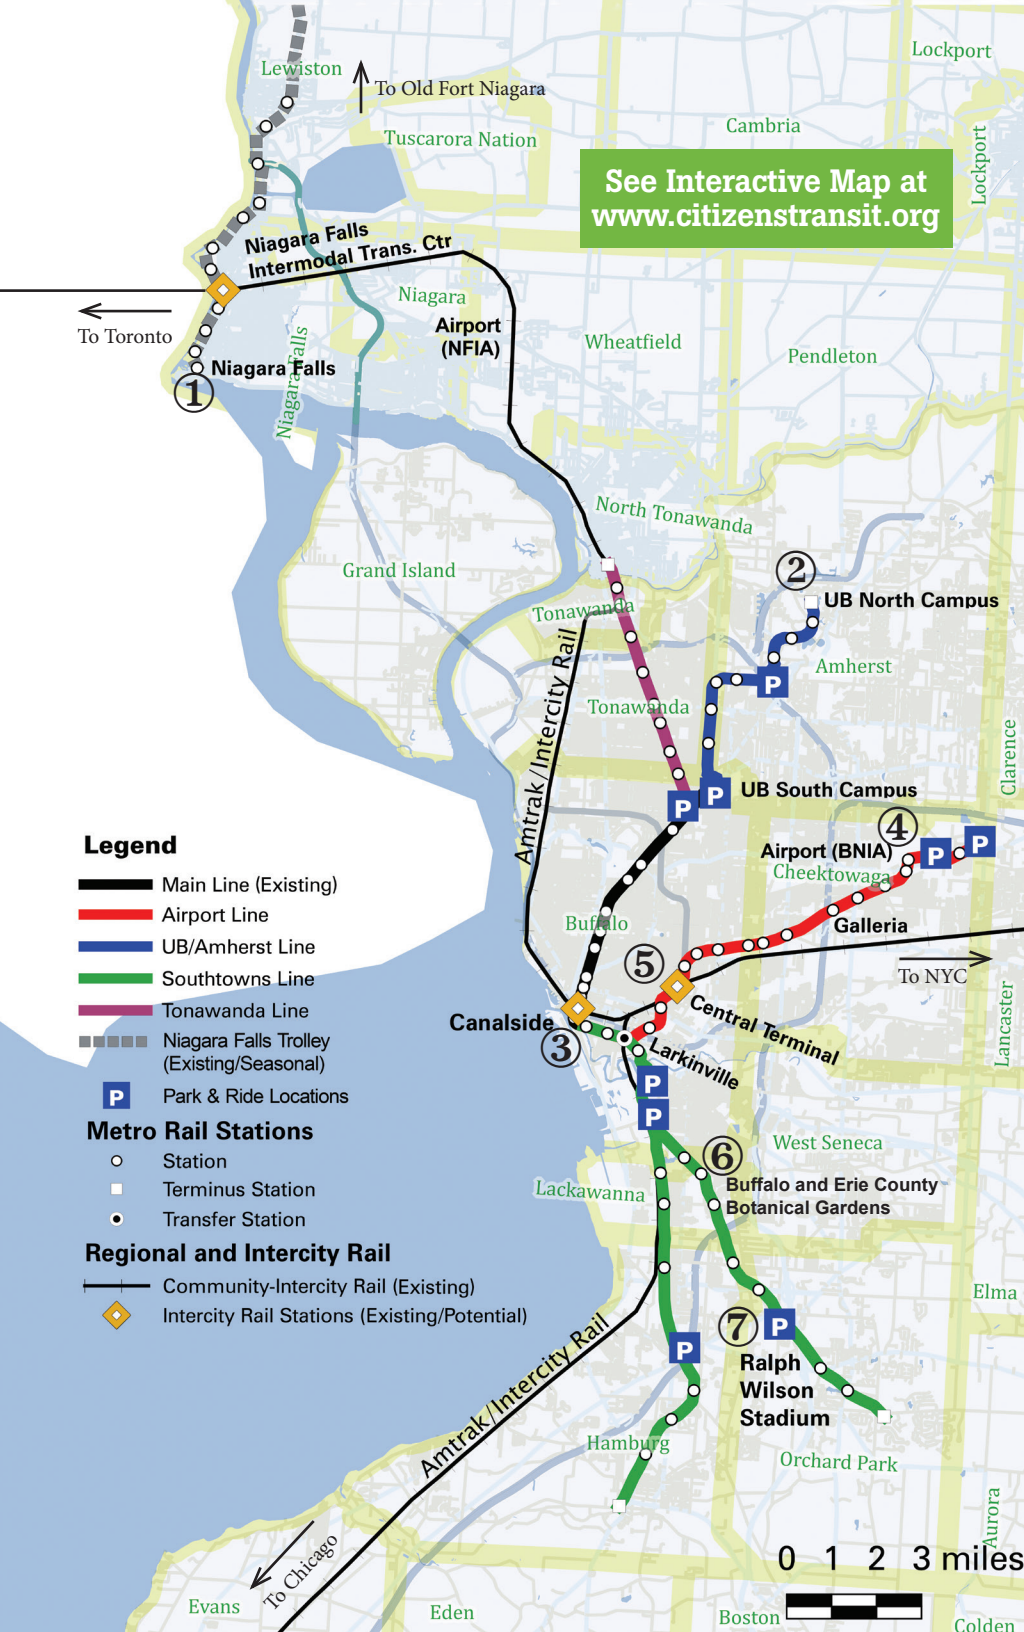 Lewiston
To Old Fort Niagara
Lockport
Tuscarora Nation
Cambria
Lockport
See Interactive Map at
www.citizenstransit.org
Niagara Falls
Intermodal Trans. Ctr
To Toronto
Niagara
Airport
(NFIA)
Wheatfield
Pendleton
Niagara Falls
1
Niagara Falls
North Tonawanda
Grand Island
2
UB North Campus
Tonawanda
Amherst
P
Amtrak/Intercity Rail
Tonawanda
Clarence
P
P
UB South Campus
4
Airport (BNIA)
P
P
Cheektowaga
Buffalo
Galleria
5
To NYC
Central Terminal
Canalside
3
Larkinville
Lancaster
P
P
Legend
Main Line (Existing)
Airport Line
UB/Amherst Line
Southtowns Line
Tonawanda Line
Niagara Falls Trolley
(Existing/Seasonal)
P
Park & Ride Locations
Metro Rail Stations
Station
Terminus Station
Transfer Station
Regional and Intercity Rail
Community-Intercity Rail (Existing)
Intercity Rail Stations (Existing/Potential)
West Seneca
6
Buffalo and Erie County
Botanical Gardens
Lackawanna
Elma
7
P
Ralph
Wilson
Stadium
P
Amtrak/Intercity Rail
Hamburg
Orchard Park
Aurora
To Chicago
0 1 2 3 miles
Evans
Eden
Boston
Colden